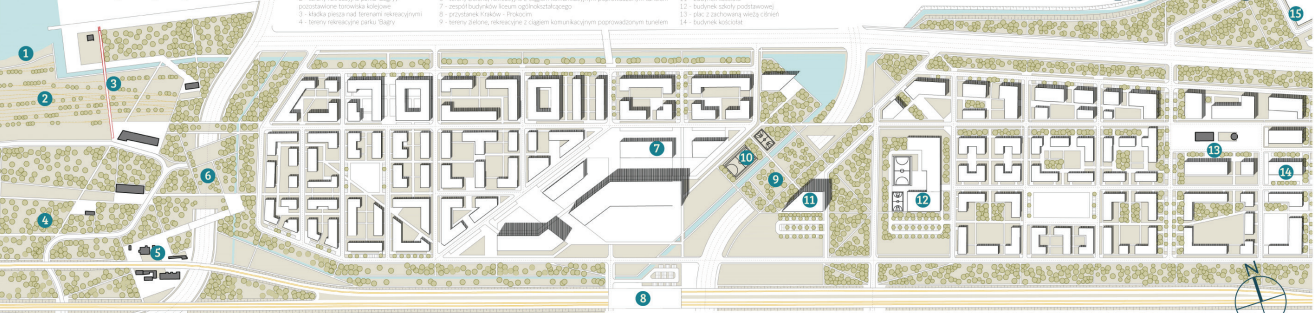 pozostawione torowiska kolejowe
3 - kładka piesza nad terenami rekreacyjnymi
4 - tereny rekreacyjne parku "Bagry
7 - zespół budynków liceum ogólnokształcącego
8 - przystanek Kraków - Prokocim
9 - tereny zielone, rekreacyjne z ciągiem komunikacyjnym poprowadzonym tunelem
12 - budynek szkoły podstawowej
13 - plac z zachowaną wieżą ciśnień
14 - budynek kościoła
15
1
3
2
7
13
10
6
9
14
11
12
4
5
N
8